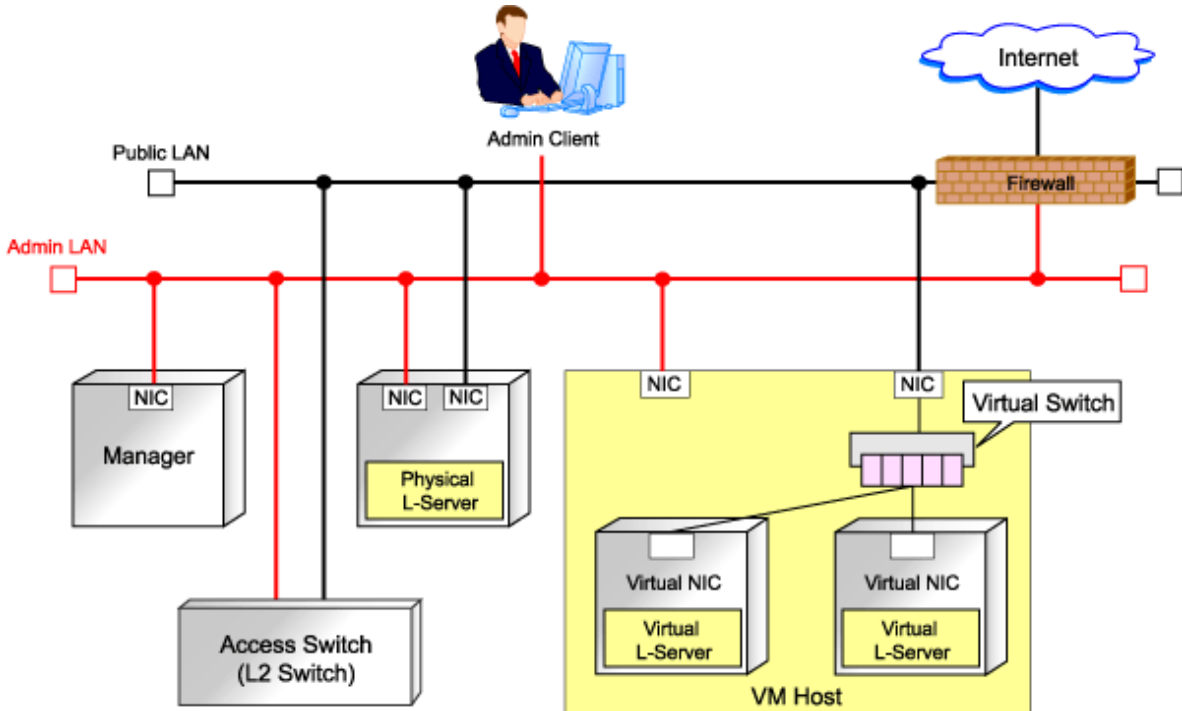 Internet
Admin Client
Public LAN
Firewall
Admin LAN
NIC
NIC
NIC
NIC
NIC
Virtual Switch
Manager
Physical
L-Server
Virtual NIC
Virtual NIC
Virtual
L-Server
Virtual
L-Server
Access Switch
(L2 Switch)
VM Host